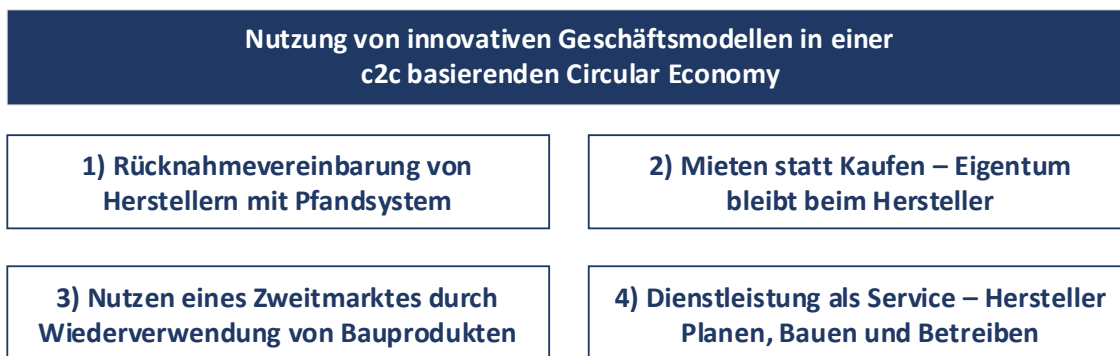 Nutzung von innovativen Geschäftsmodellen in einer
c2c basierenden Circular Economy
1) Rücknahmevereinbarung von
Herstellern mit Pfandsystem
2) Mieten statt Kaufen – Eigentum
bleibt beim Hersteller
3) Nutzen eines Zweitmarktes durch
Wiederverwendung von Bauprodukten
4) Dienstleistung als Service – Hersteller
Planen, Bauen und Betreiben